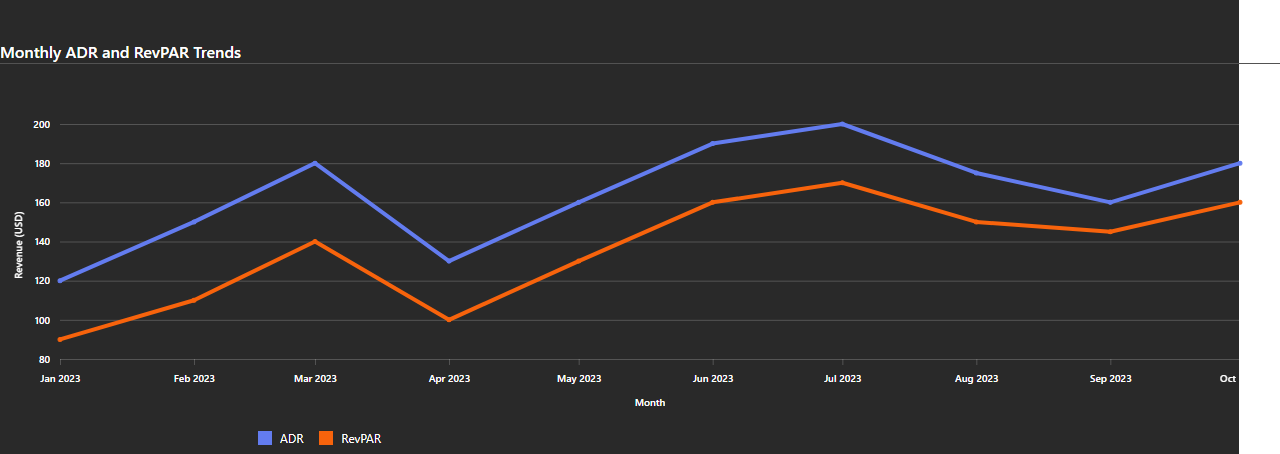 Monthly ADR and RevPAR Trends
200
180
160
140
120
100
80
Revenue (USD)
Jan 2023 Feb 2023 Mar 2023 Apr 2023 May 2023 Jun 2023 Jul 2023 Aug 2023 Sep 2023 Oct
Month
ADR RevPAR